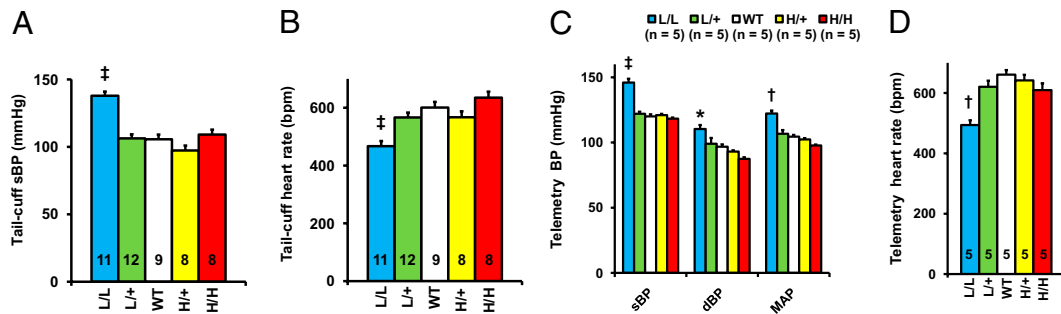 A
Tail-cuff sBP (mmHg)
150
100
50
0
‡
11
12
9
8
8
L/L
L/+
WT
H/+
H/H
B
Tail-cuff heart rate (bpm)
600
400
200
0
‡
11
12
9
8
8
L/L
L/+
WT
H/+
H/H
C
L/L L/+ WT H/+ H/H
(n = 5) (n = 5) (n = 5) (n = 5) (n = 5)
Telemetry BP (mmHg)
150
100
50
0
‡
*
†
sBP
dBP
MAP
D
Telemetry heart rate (bpm)
800
600
400
200
0
†
5
5
5
5
5
L/L
L/+
WT
H/+
H/H